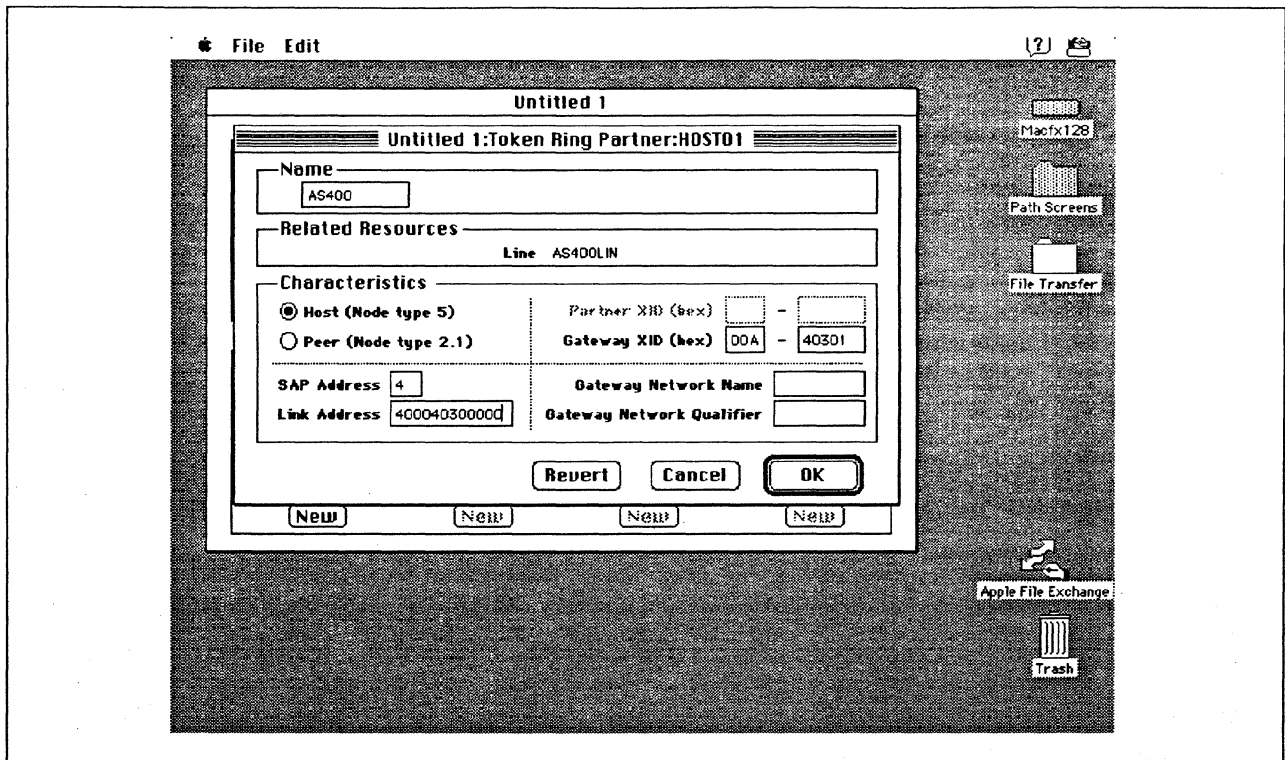 File Edit
Untitled 1
Macfx128
Untitled 1:Token Ring Partner:HOST01
Name
AS400
Path Screens
Related Resources
Line AS400LIN
File Transfer
Characteristics
Host (Node type 5)
Partner XID (hex) -
Peer (Node type 2.1)
Gateway XID (hex) 00A - 40301
SAP Address 4
Gateway Network Name
Link Address 400040300000
Gateway Network Qualifier
Revert Cancel OK
New New New New
Apple File Exchange
Trash